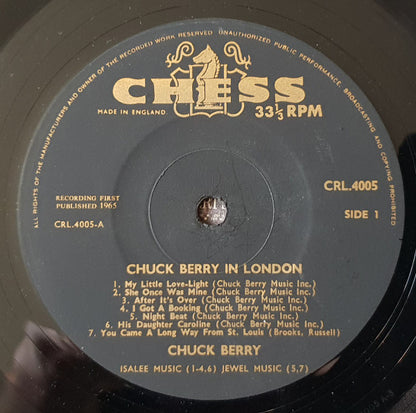 ALL RIGHTS OF THE MANUFACTURERS AND OWNER OF THE RECORDED WORK RESERVED UNAUTHORIZED PUBLIC PERFORMANCE, BROADCASTING AND COPYING PROHIBITED
CHESS
MADE IN ENGLAND
33⅓ RPM
CRL.4005
RECORDING FIRST
PUBLISHED 1965
CRL.4005-A
SIDE 1
CHUCK BERRY IN LONDON
1. My Little Love-Light (Chuck Berry Music Inc.)
2. She Once Was Mine (Chuck Berry Music Inc.)
3. After It's Over (Chuck Berry Music Inc.)
4. I Got A Booking (Chuck Berry Music Inc.)
5. Night Beat (Chuck Berry Music Inc.)
6. His Daughter Caroline (Chuck Berry Music Inc.)
7. You Came A Long Way From St. Louis (Brooks, Russell)
CHUCK BERRY
ISALEE MUSIC (1-4,6) JEWEL MUSIC (5,7)